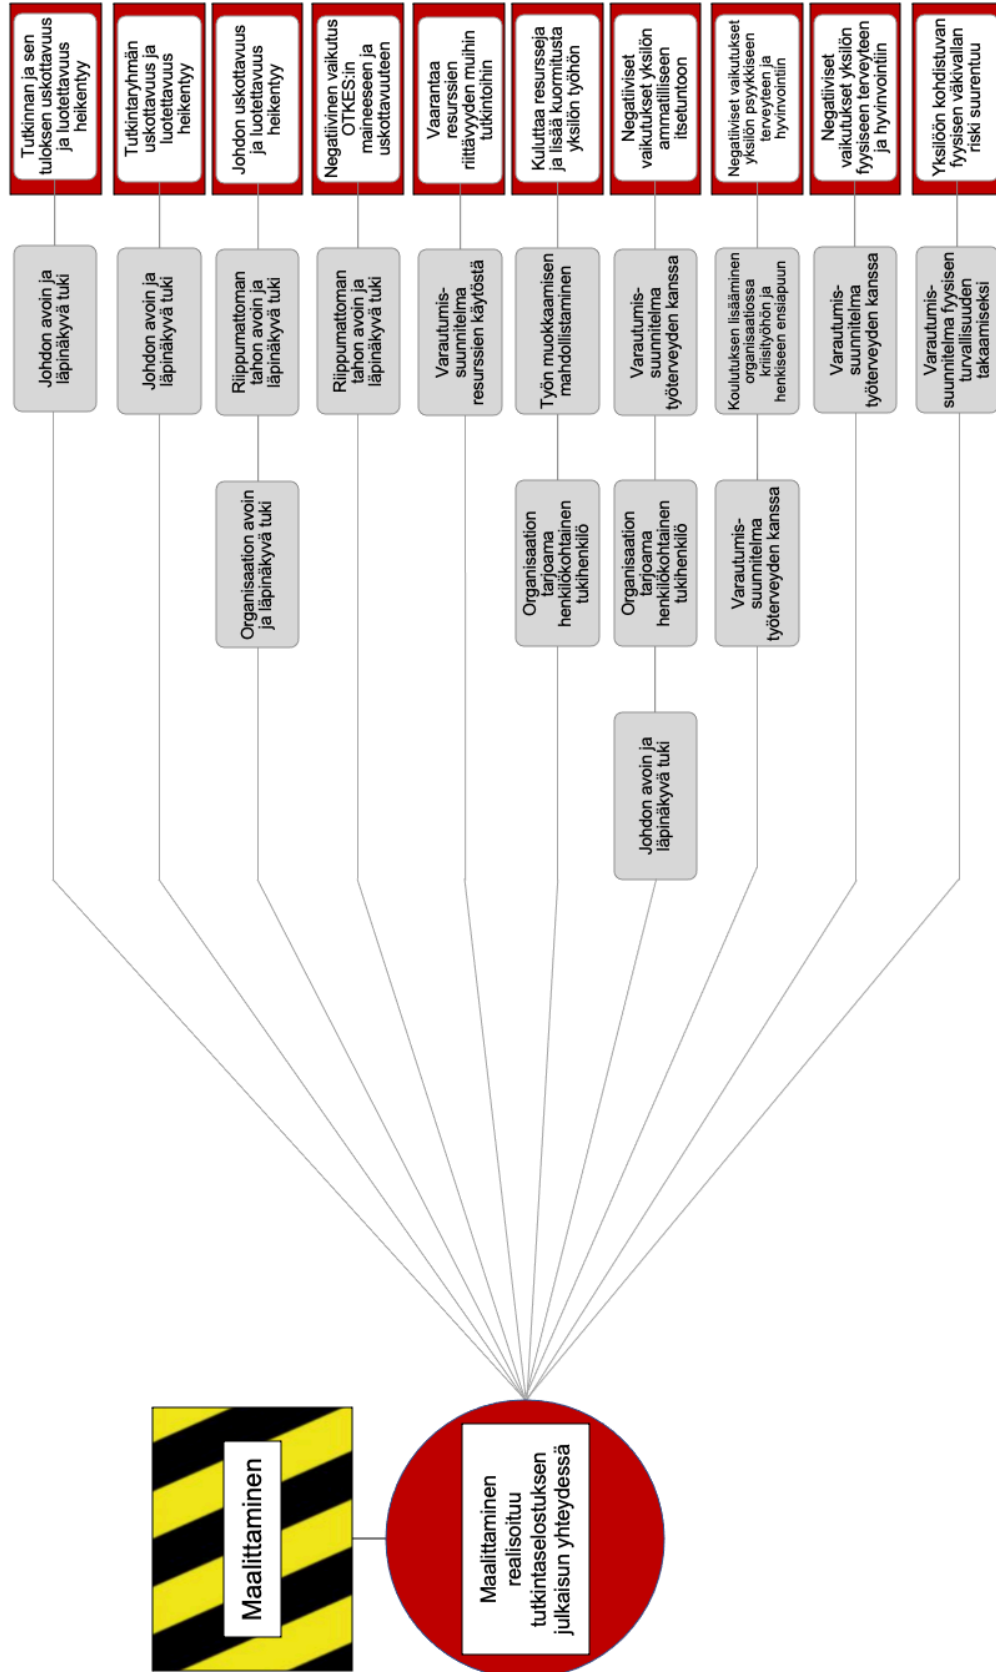 Maalittaminen
Maalittaminen
realisoituu
tutkintaselostuksen
julkaisun yhteydessä
Johdon avoin ja
läpinäkyvä tuki
Tutkinnan ja sen
tuloksen uskottavuus
ja luotettavuus
heikentyy
Johdon avoin ja
läpinäkyvä tuki
Tutkintaryhmän
uskottavuus ja
luotettavuus
heikentyy
Organisaation avoin
ja läpinäkyvä tuki
Riippumattoman
tahon avoin ja
läpinäkyvä tuki
Johdon uskottavuus
ja luotettavuus
heikentyy
Riippumattoman
tahon avoin ja
läpinäkyvä tuki
Negatiivinen vaikutus
OTKES:in
maineeseen ja
uskottavuuteen
Varautumis-
suunnitelma
resurssien käytöstä
Vaarantaa
resurssien
riittävyyden muihin
tutkintoihin
Organisaation
tarjoama
henkilökohtainen
tukihenkilö
Työn muokkaamisen
mahdollistaminen
Kuluttaa resursseja
ja lisää kuormitusta
yksilön työhön
Johdon avoin ja
läpinäkyvä tuki
Organisaation
tarjoama
henkilökohtainen
tukihenkilö
Varautumis-
suunnitelma
työterveyden kanssa
Negatiiviset
vaikutukset yksilön
ammatilliseen
itsetuntoon
Varautumis-
suunnitelma
työterveyden kanssa
Koulutuksen lisääminen
organisaatiossa
kriisityöhön ja
henkiseen ensiapuun
Negatiiviset vaikutukset
yksilön psyykkiseen
terveyteen ja
hyvinvointiin
Varautumis-
suunnitelma
työterveyden kanssa
Negatiiviset
vaikutukset yksilön
fyysiseen terveyteen
ja hyvinvointiin
Varautumis-
suunnitelma fyysisen
turvallisuuden
takaamiseksi
Yksilöön kohdistuvan
fyysisen väkivallan
riski suurentuu